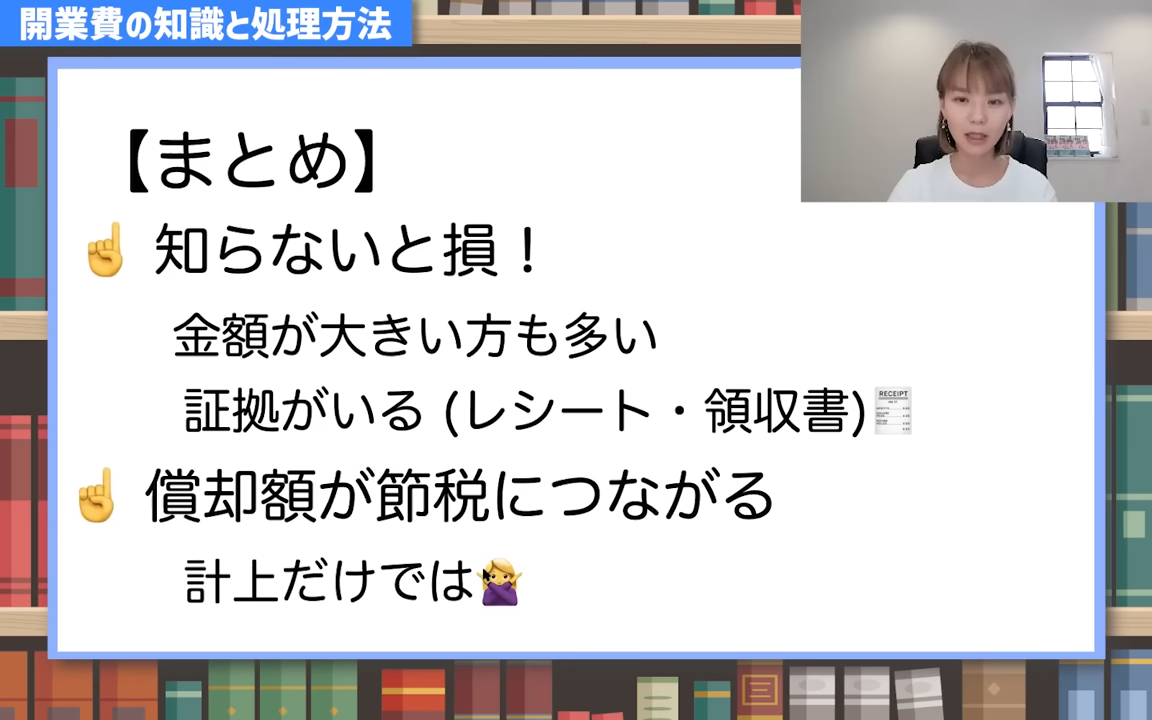 開業費の知識と処理方法
【まとめ】
☝ 知らないと損！
金額が大きい方も多い
証拠がいる (レシート・領収書)
RECEIPT
☝ 償却額が節税につながる
計上だけでは🙅‍♀️